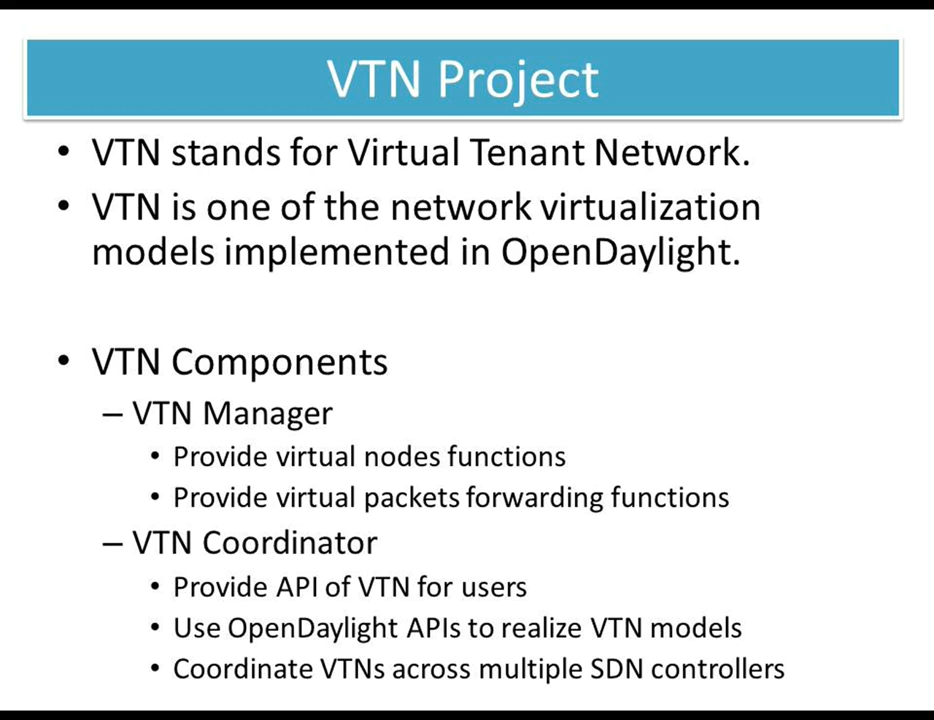 VTN Project
• VTN stands for Virtual Tenant Network.
• VTN is one of the network virtualization
models implemented in OpenDaylight.
• VTN Components
– VTN Manager
• Provide virtual nodes functions
• Provide virtual packets forwarding functions
– VTN Coordinator
• Provide API of VTN for users
• Use OpenDaylight APIs to realize VTN models
• Coordinate VTNs across multiple SDN controllers